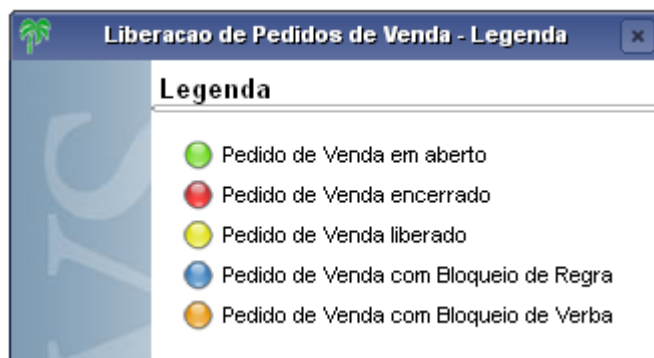 Liberacao de Pedidos de Venda - Legenda
Legenda
Pedido de Venda em aberto
Pedido de Venda encerrado
Pedido de Venda liberado
Pedido de Venda com Bloqueio de Regra
Pedido de Venda com Bloqueio de Verba